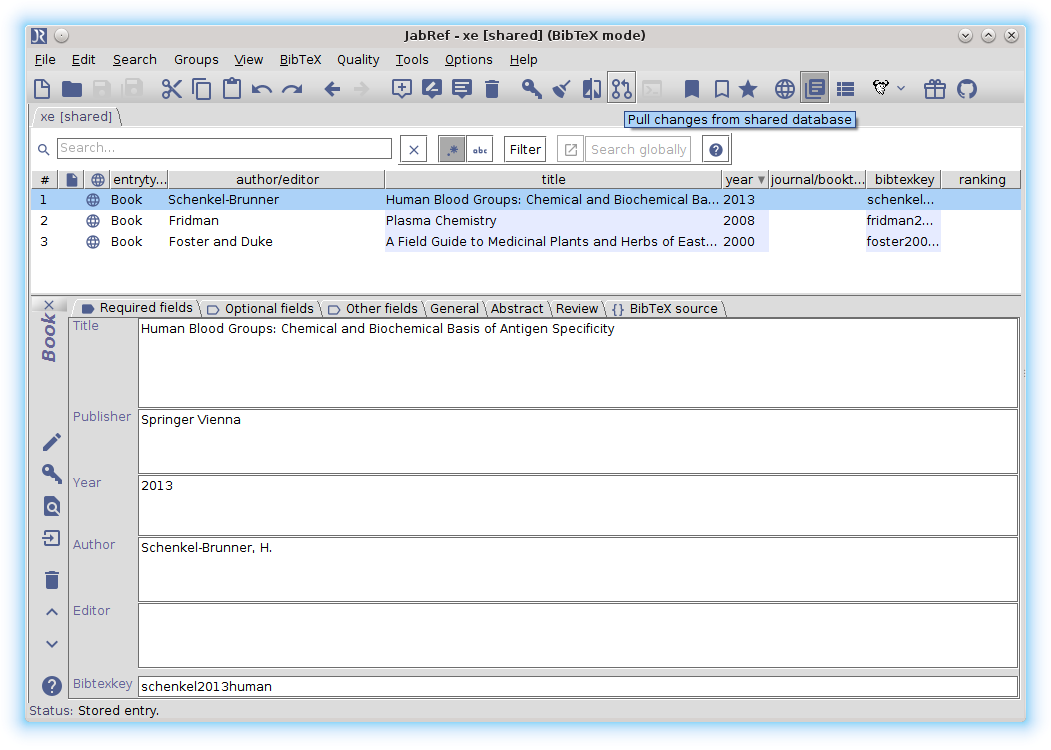 JabRef - xe [shared] (BibTeX mode)
File Edit Search Groups View BibTeX Quality Tools Options Help
xe [shared]
Pull changes from shared database
Search... .* abc Filter Search globally
# entryty... author/editor title year journal/bookt... bibtexkey ranking
1 Book Schenkel-Brunner Human Blood Groups: Chemical and Biochemical Ba... 2013 schenkel...
2 Book Fridman Plasma Chemistry 2008 fridman2...
3 Book Foster and Duke A Field Guide to Medicinal Plants and Herbs of East... 2000 foster200...
Required fields Optional fields Other fields General Abstract Review {} BibTeX source
Book
Title Human Blood Groups: Chemical and Biochemical Basis of Antigen Specificity
Publisher Springer Vienna
Year 2013
Author Schenkel-Brunner, H.
Editor
Bibtexkey schenkel2013human
Status: Stored entry.